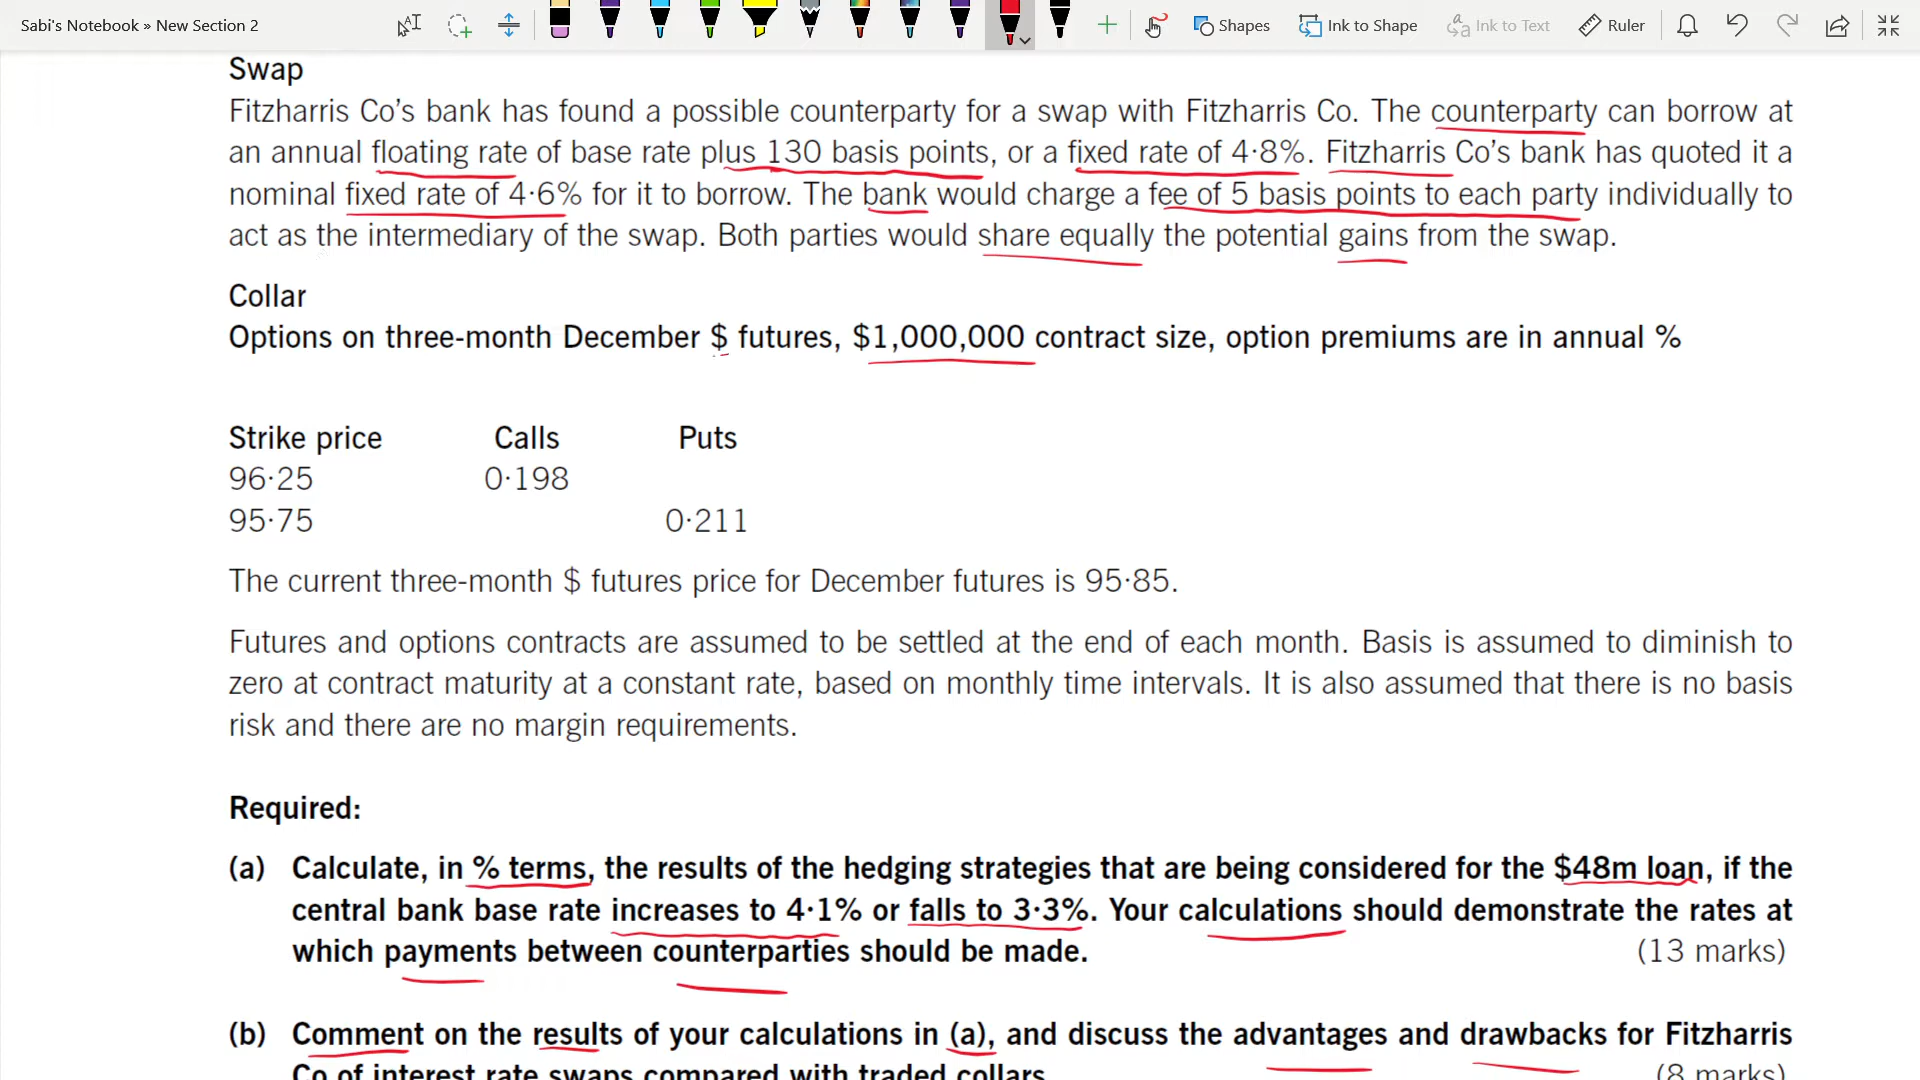 Sabi's Notebook » New Section 2
Shapes
Ink to Shape
Ink to Text
Ruler
Swap
Fitzharris Co's bank has found a possible counterparty for a swap with Fitzharris Co. The counterparty can borrow at
an annual floating rate of base rate plus 130 basis points, or a fixed rate of 4·8%. Fitzharris Co's bank has quoted it a
nominal fixed rate of 4·6% for it to borrow. The bank would charge a fee of 5 basis points to each party individually to
act as the intermediary of the swap. Both parties would share equally the potential gains from the swap.
Collar
Options on three-month December $ futures, $1,000,000 contract size, option premiums are in annual %
Strike price Calls Puts
96·25 0·198
95·75 0·211
The current three-month $ futures price for December futures is 95·85.
Futures and options contracts are assumed to be settled at the end of each month. Basis is assumed to diminish to
zero at contract maturity at a constant rate, based on monthly time intervals. It is also assumed that there is no basis
risk and there are no margin requirements.
Required:
(a) Calculate, in % terms, the results of the hedging strategies that are being considered for the $48m loan, if the
central bank base rate increases to 4·1% or falls to 3·3%. Your calculations should demonstrate the rates at
which payments between counterparties should be made. (13 marks)
(b) Comment on the results of your calculations in (a), and discuss the advantages and drawbacks for Fitzharris
Co of interest rate swaps compared with traded collars. (8 marks)